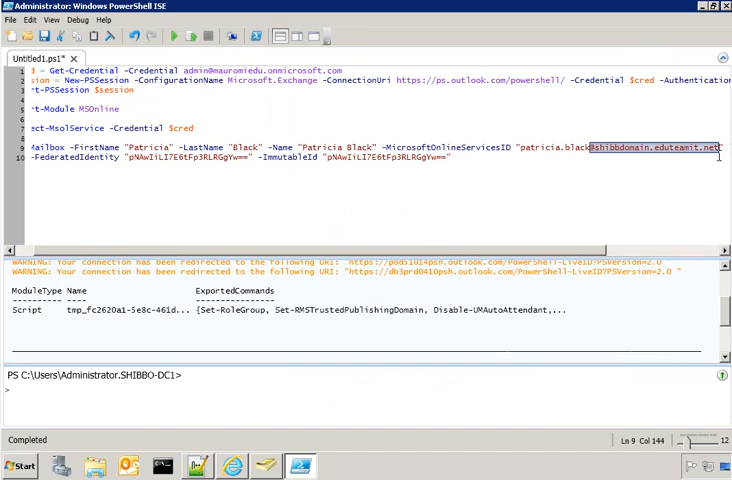 Administrator: Windows PowerShell ISE
File Edit View Debug Help
Untitled1.ps1*
1 d = Get-Credential -Credential admin@mauromiedu.onmicrosoft.com
2 sion = New-PSSession -ConfigurationName Microsoft.Exchange -ConnectionUri https://ps.outlook.com/powershell/ -Credential $cred -Authentication
3 rt-PSSession $session
4
5 rt-Module MSOnline
6
7 ect-MsolService -Credential $cred
8
9 Mailbox -FirstName "Patricia" -LastName "Black" -Name "Patricia Black" -MicrosoftOnlineServicesID "patricia.black@shibbdomain.eduteamit.net"
10 -FederatedIdentity "pNAwIiLI7E6tFp3RLRGgYw==" -ImmutableId "pNAwIiLI7E6tFp3RLRGgYw=="
WARNING: Your connection has been redirected to the following URI: "https://pod51014psh.outlook.com/PowerShell-LiveID?PSVersion=2.0 "
WARNING: Your connection has been redirected to the following URI: "https://db3prd0410psh.outlook.com/PowerShell-LiveID?PSVersion=2.0 "
ModuleType Name ExportedCommands
---------- ---- ----------------
Script tmp_fc2620a1-5e8c-461d... {Set-RoleGroup, Set-RMSTrustedPublishingDomain, Disable-UMAutoAttendant,...
PS C:\Users\Administrator.SHIBBO-DC1>
>
Completed Ln 9 Col 144 12
Start